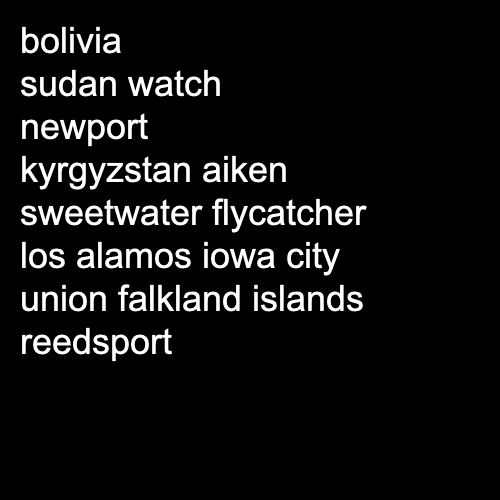 bolivia
sudan watch
newport
kyrgyzstan aiken
sweetwater flycatcher
los alamos iowa city
union falkland islands
reedsport